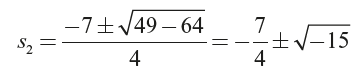 s₂ = (−7 ± √(49 − 64)) / 4 = −7/4 ± √(−15)